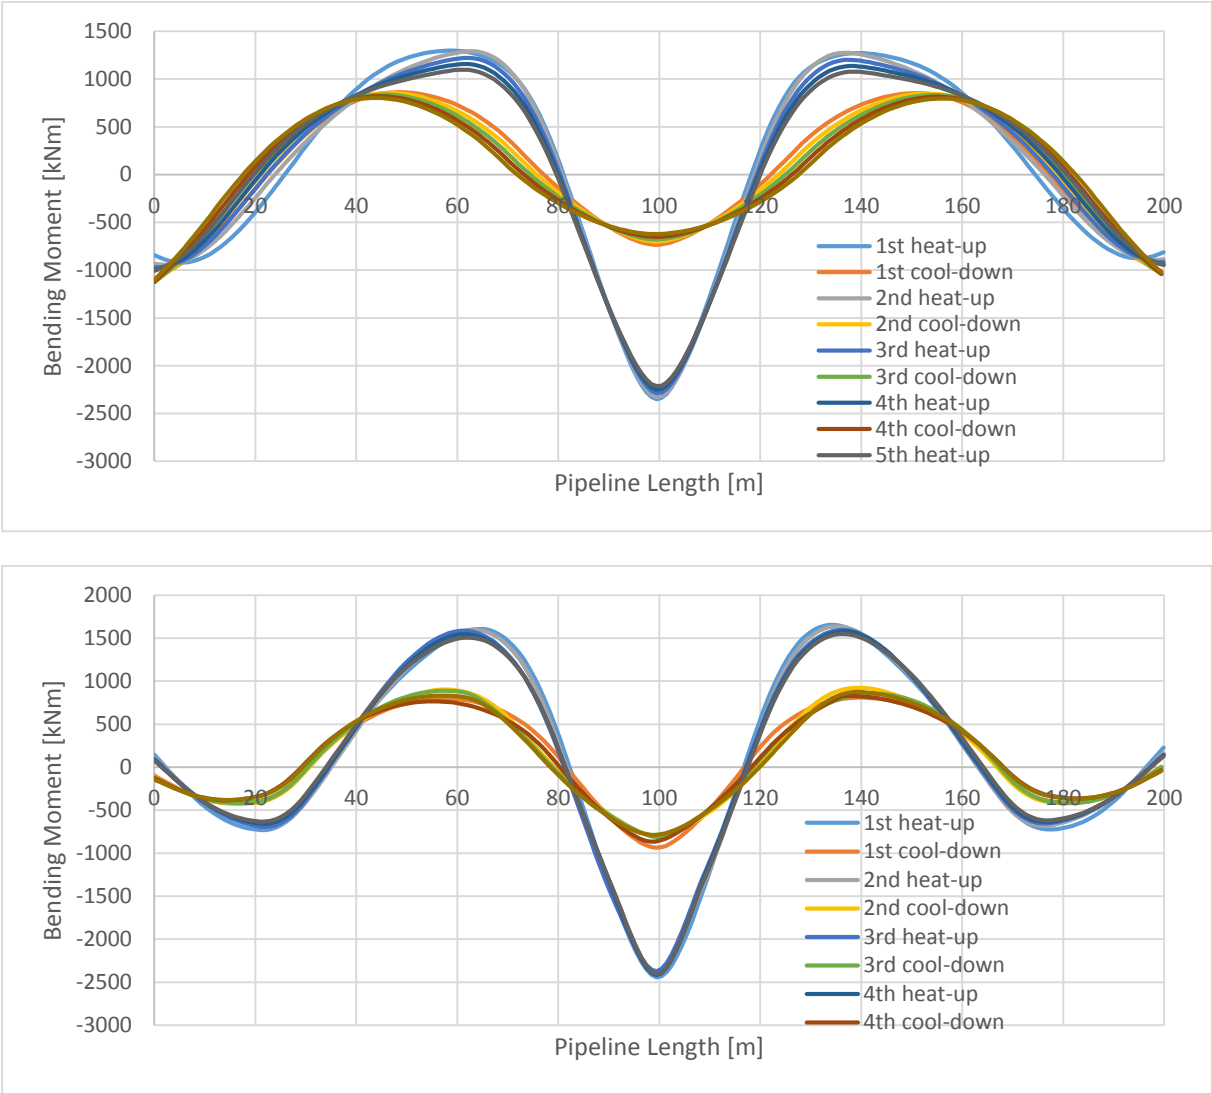 1500
1000
500
0
-500
-1000
-1500
-2000
-2500
-3000
0 20 40 60 80 100 120 140 160 180 200
Bending Moment [kNm]
Pipeline Length [m]
1st heat-up
1st cool-down
2nd heat-up
2nd cool-down
3rd heat-up
3rd cool-down
4th heat-up
4th cool-down
5th heat-up
2000
1500
1000
500
0
-500
-1000
-1500
-2000
-2500
-3000
0 20 40 60 80 100 120 140 160 180 200
Bending Moment [kNm]
Pipeline Length [m]
1st heat-up
1st cool-down
2nd heat-up
2nd cool-down
3rd heat-up
3rd cool-down
4th heat-up
4th cool-down